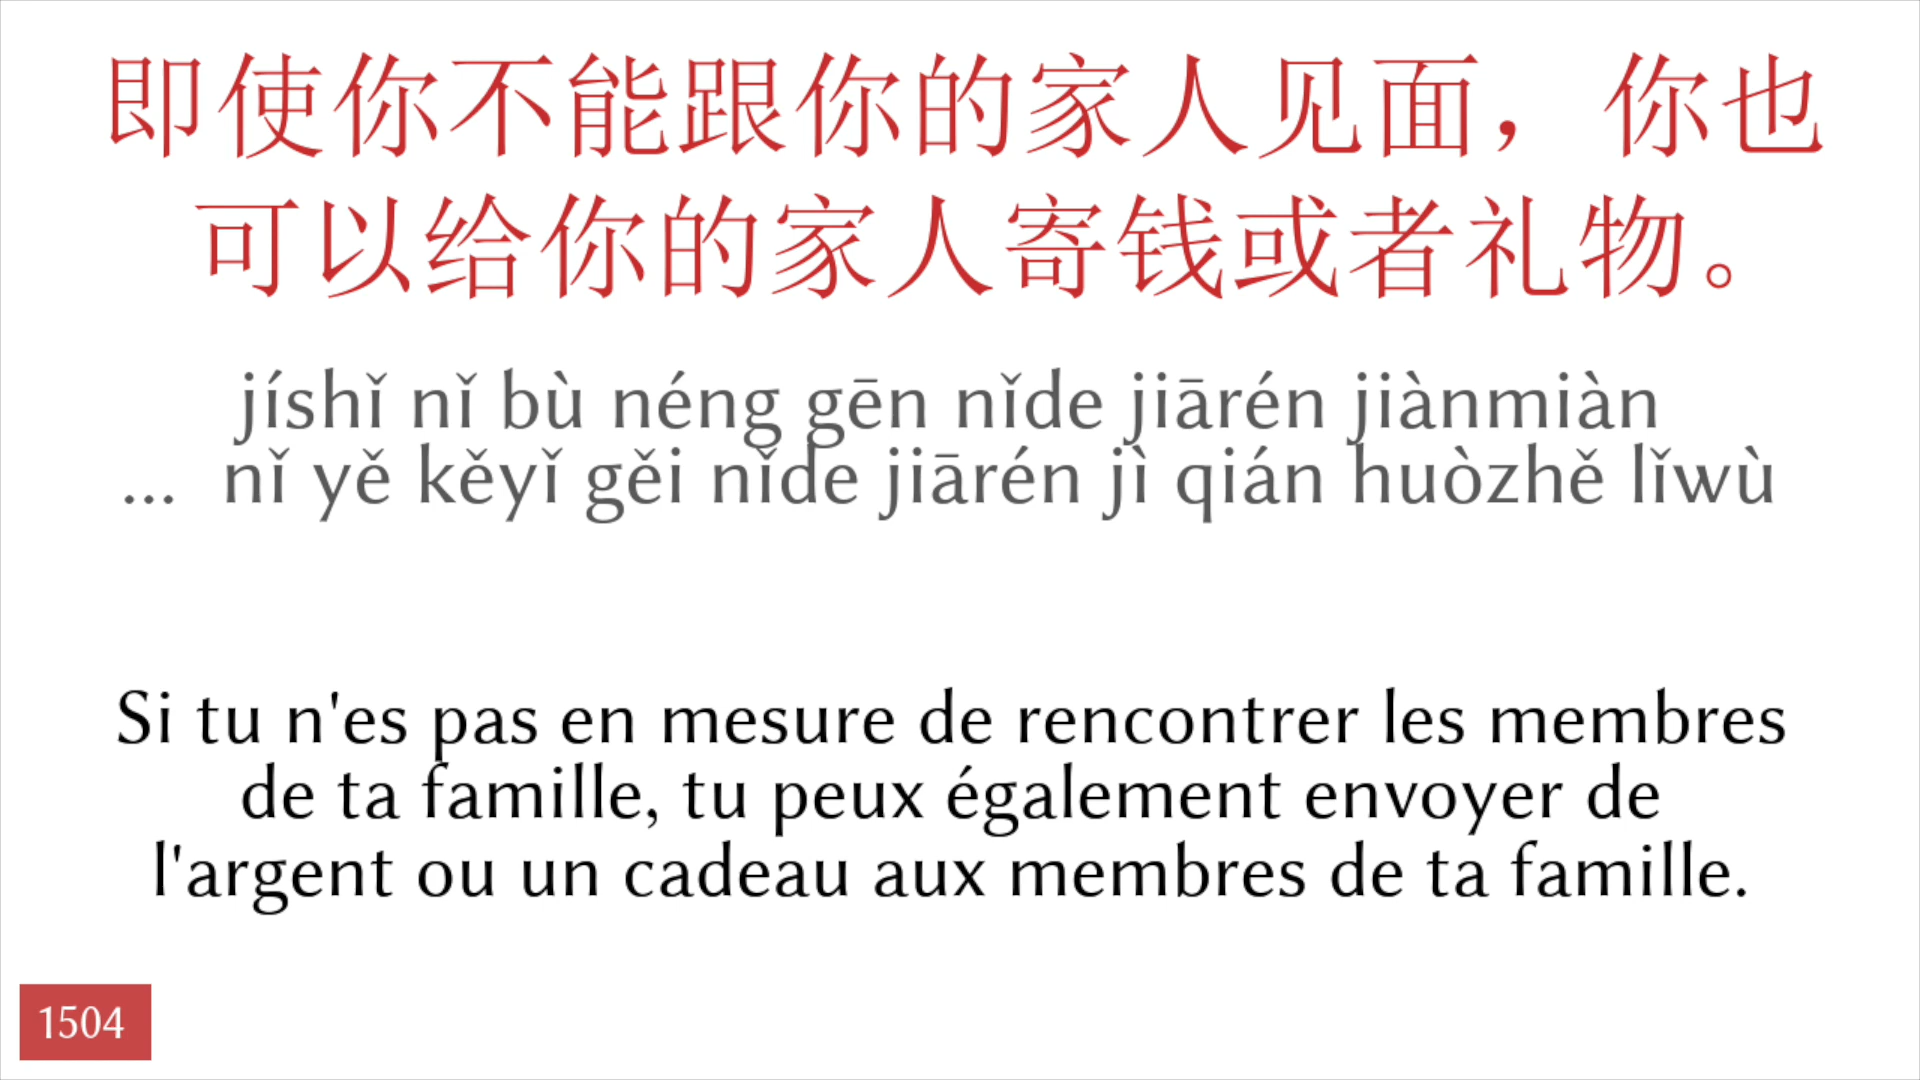 即使你不能跟你的家人见面，你也
可以给你的家人寄钱或者礼物。
jíshǐ nǐ bù néng gēn nǐde jiārén jiànmiàn
... nǐ yě kěyǐ gěi nǐde jiārén jì qián huòzhě lǐwù
Si tu n'es pas en mesure de rencontrer les membres
de ta famille, tu peux également envoyer de
l'argent ou un cadeau aux membres de ta famille.
1504